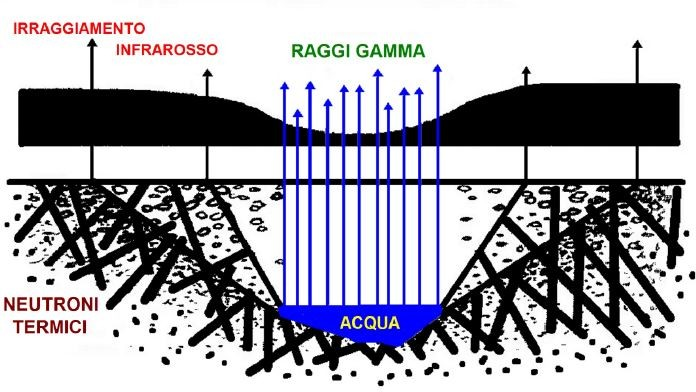 IRRAGGIAMENTO
INFRAROSSO
RAGGI GAMMA
NEUTRONI
TERMICI
ACQUA